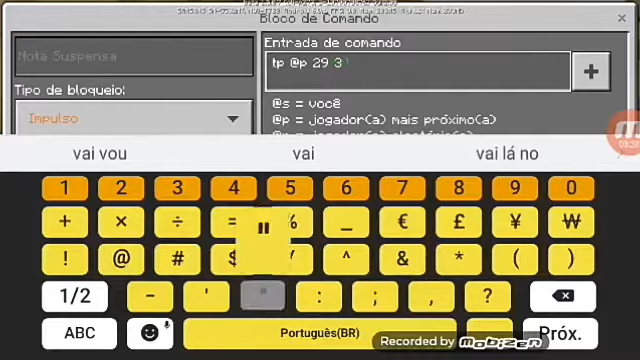 Bloco de Comando
×
Nota Suspensa
Entrada de comando
tp @p 29 3
+
Tipo de bloqueio:
Impulso
@s = você
@p = jogador(a) mais próximo(a)
vai vou vai vai lá no
1 2 3 4 5 6 7 8 9 0
+ × ÷ = % _ € £ ¥ ₩
! @ # $ / ^ & * ( )
1/2 - ' " : ; , ?
ABC Português(BR) Próx.
Recorded by Mobizen